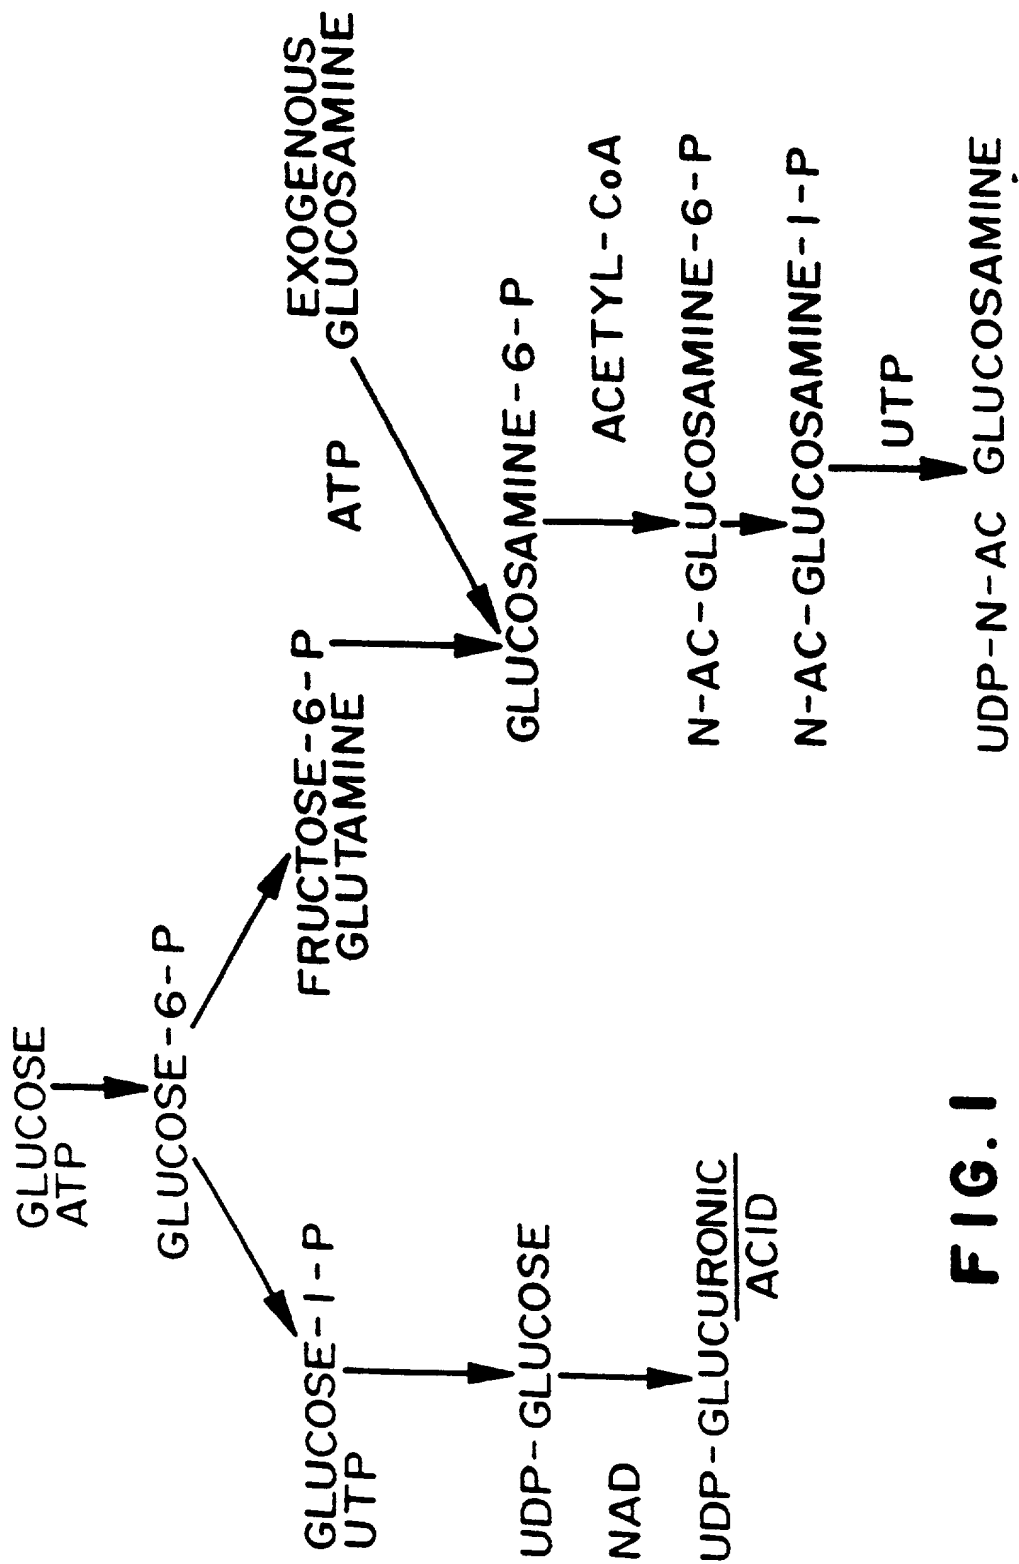 GLUCOSE
ATP
GLUCOSE-6-P
GLUCOSE-1-P
UTP
FRUCTOSE-6-P
GLUTAMINE
ATP
EXOGENOUS
GLUCOSAMINE
UDP-GLUCOSE
GLUCOSAMINE-6-P
NAD
ACETYL-CoA
UDP-GLUCURONIC
ACID
N-AC-GLUCOSAMINE-6-P
N-AC-GLUCOSAMINE-1-P
UTP
UDP-N-AC GLUCOSAMINE
FIG. 1